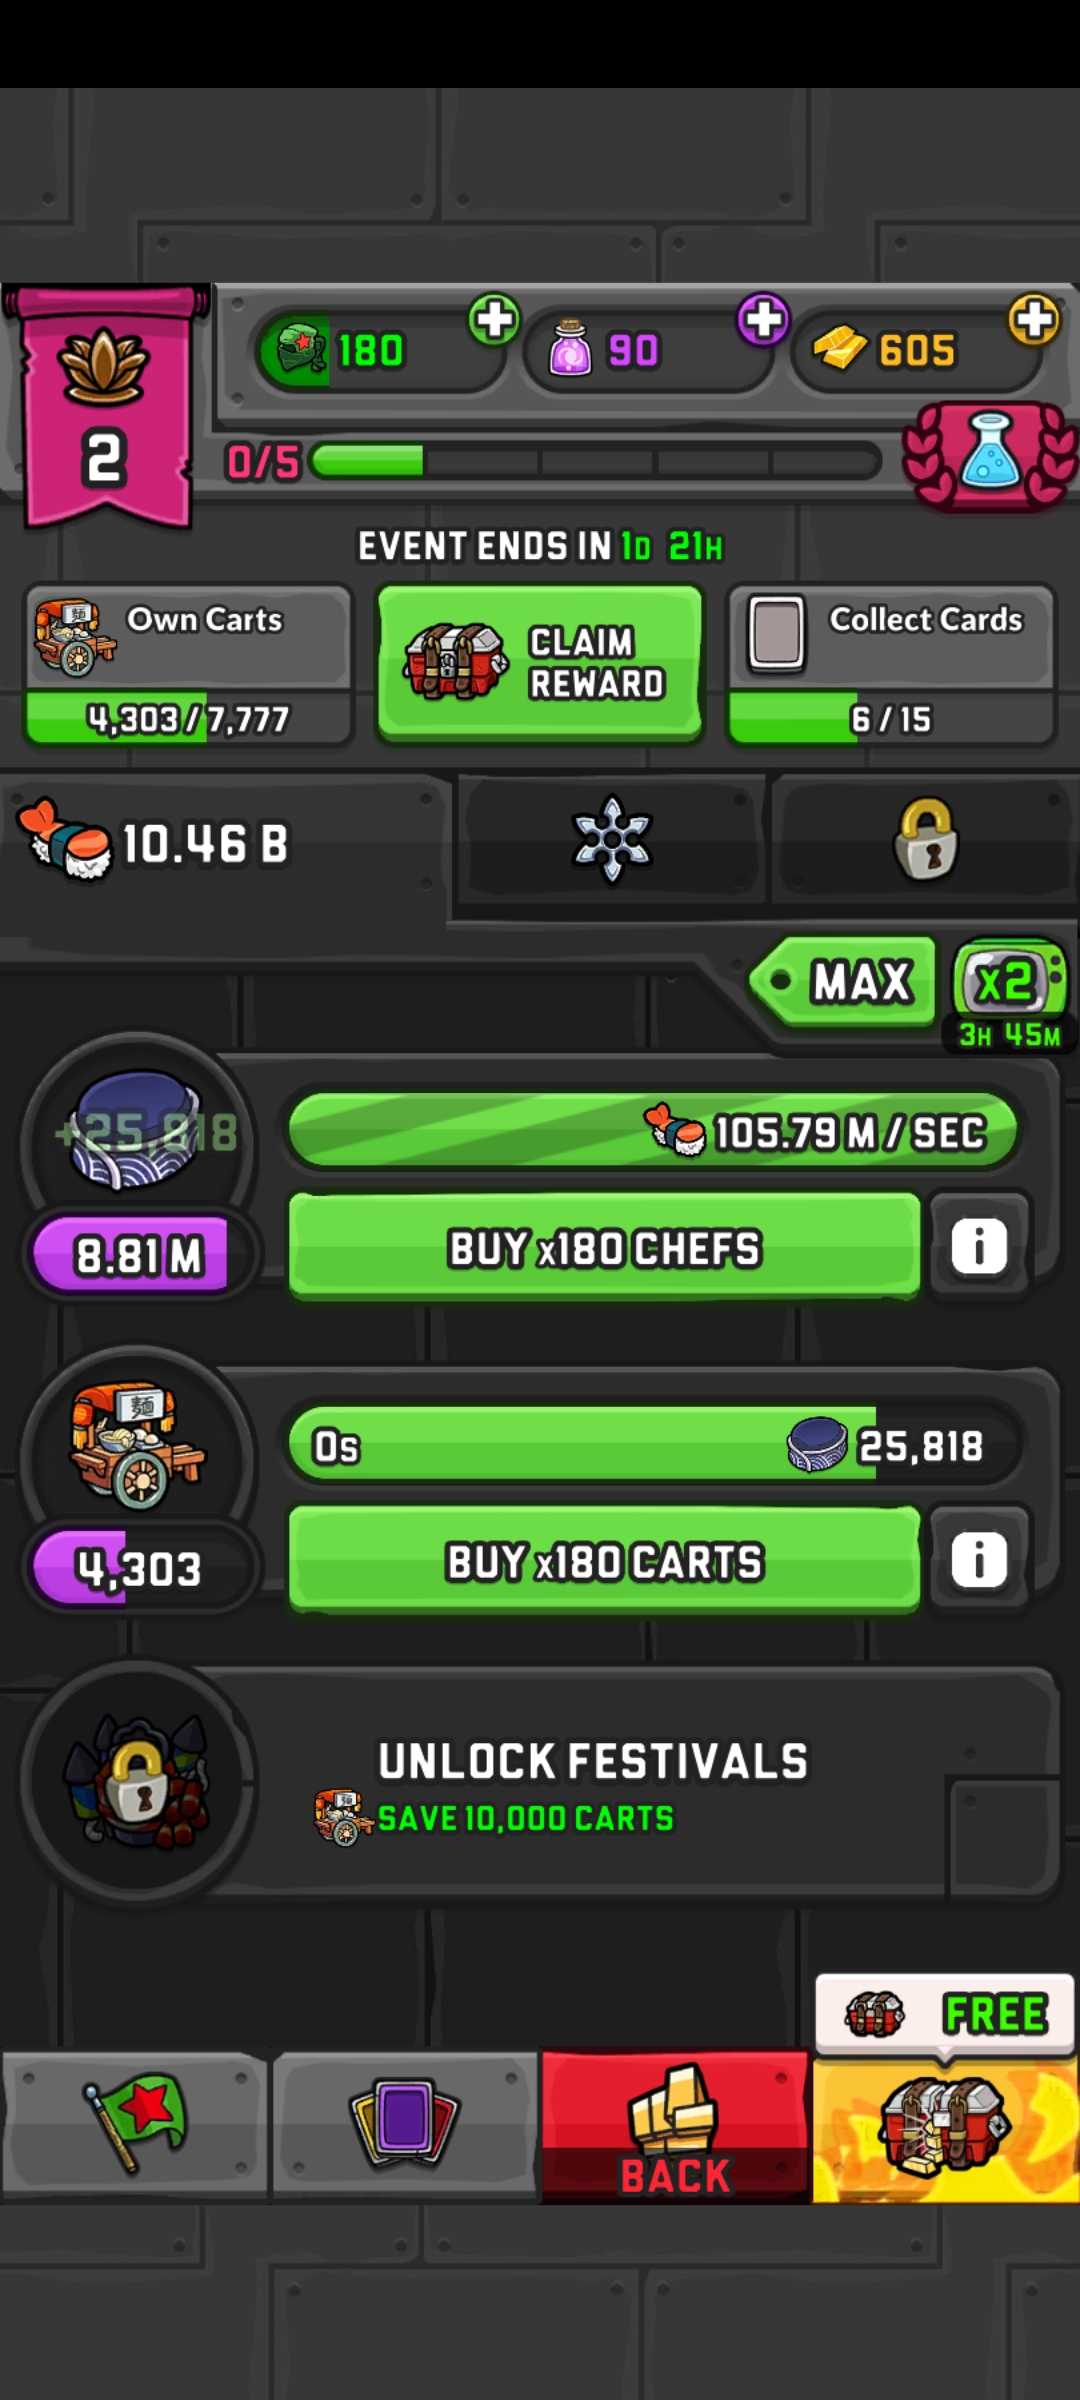 180
90
605
2
0/5
EVENT ENDS IN 1D 21H
Own Carts
4,303 / 7,777
CLAIM
REWARD
Collect Cards
6 / 15
10.46 B
MAX
x2
3H 45M
+25,818
105.79 M / SEC
8.81 M
BUY x180 CHEFS
i
麺
0s
25,818
4,303
BUY x180 CARTS
i
UNLOCK FESTIVALS
SAVE 10,000 CARTS
FREE
BACK